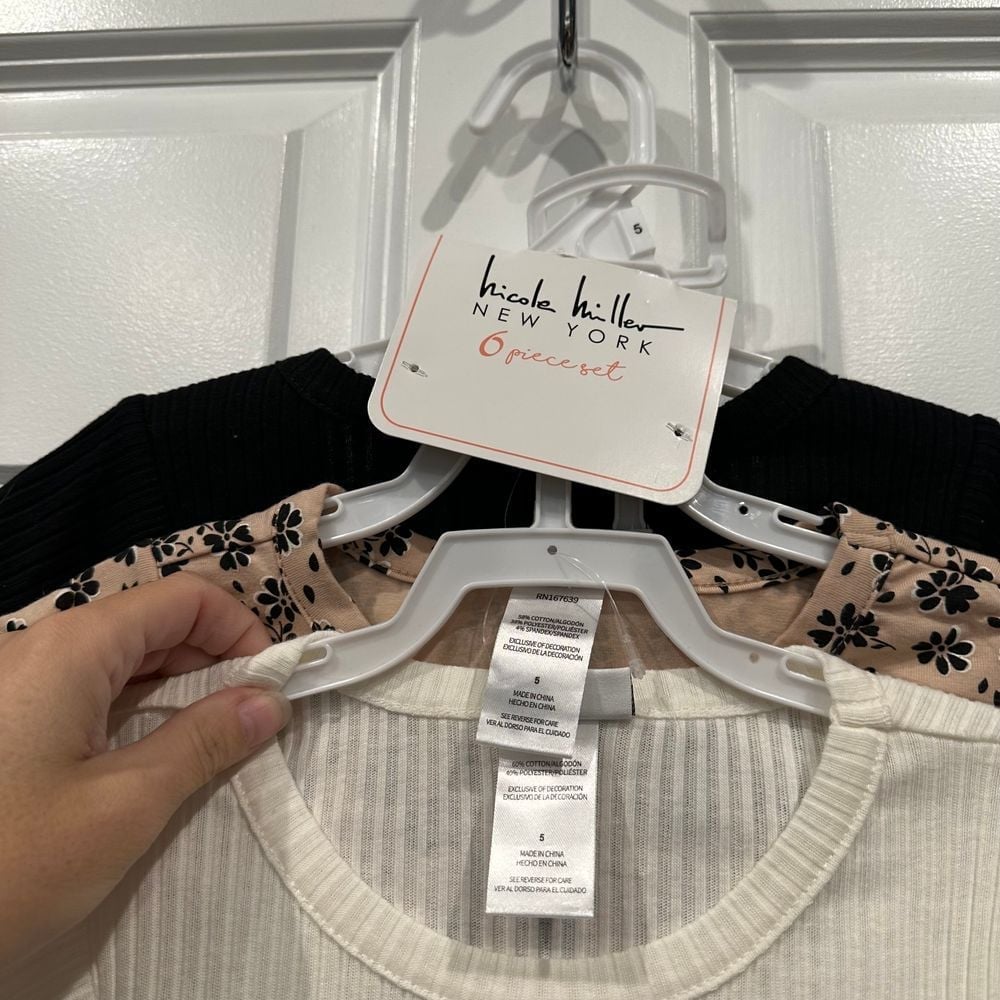 5
nicole miller
NEW YORK
6 piece set
RN167639
58% COTTON/ALGODÓN
38% POLYESTER/POLIÉSTER
4% SPANDEX/SPANDEX
EXCLUSIVE OF DECORATION
EXCLUSIVO DE LA DECORACIÓN
5
MADE IN CHINA
HECHO EN CHINA
SEE REVERSE FOR CARE
VER AL DORSO PARA EL CUIDADO
60% COTTON/ALGODÓN
40% POLYESTER/POLIÉSTER
EXCLUSIVE OF DECORATION
EXCLUSIVO DE LA DECORACIÓN
5
MADE IN CHINA
HECHO EN CHINA
SEE REVERSE FOR CARE
VER AL DORSO PARA EL CUIDADO